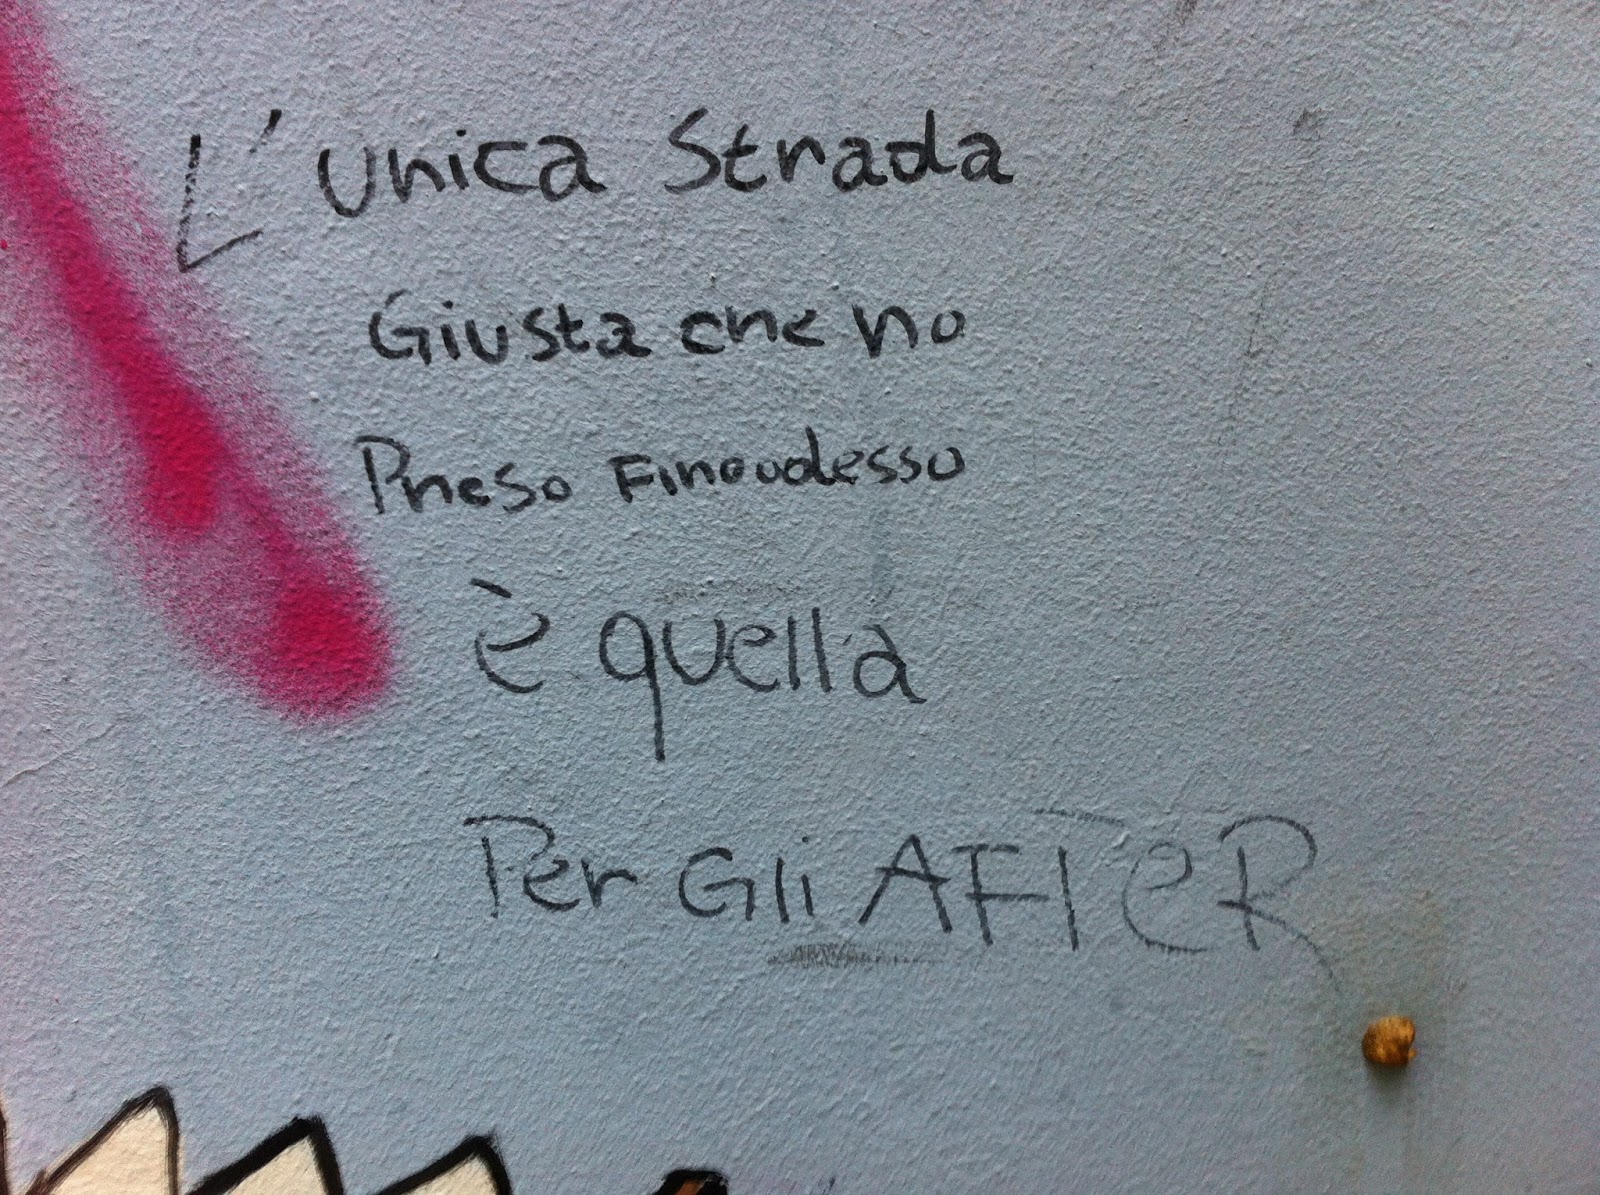 L'unica Strada
Giusta che ho
Preso Finoadesso
è quella
Per Gli AFTeR